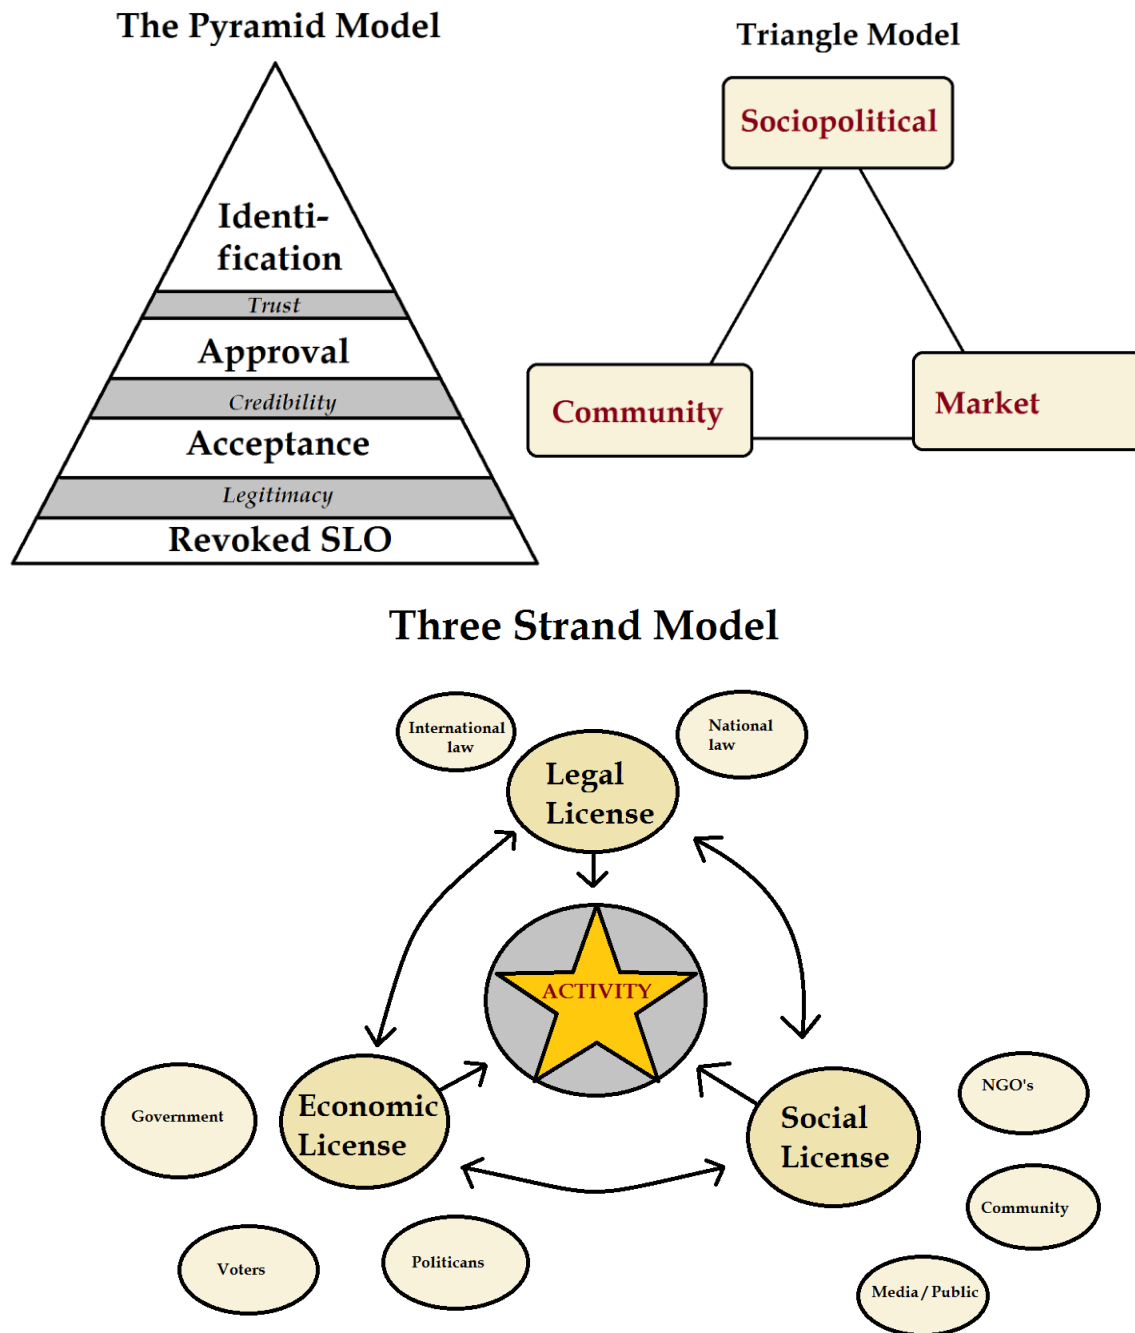 The Pyramid Model
Identi-
fication
Trust
Approval
Credibility
Acceptance
Legitimacy
Revoked SLO
Triangle Model
Sociopolitical
Community
Market
Three Strand Model
International
law
National
law
Legal
License
ACTIVITY
Government
Economic
License
Voters
Politicans
Social
License
NGO's
Community
Media / Public